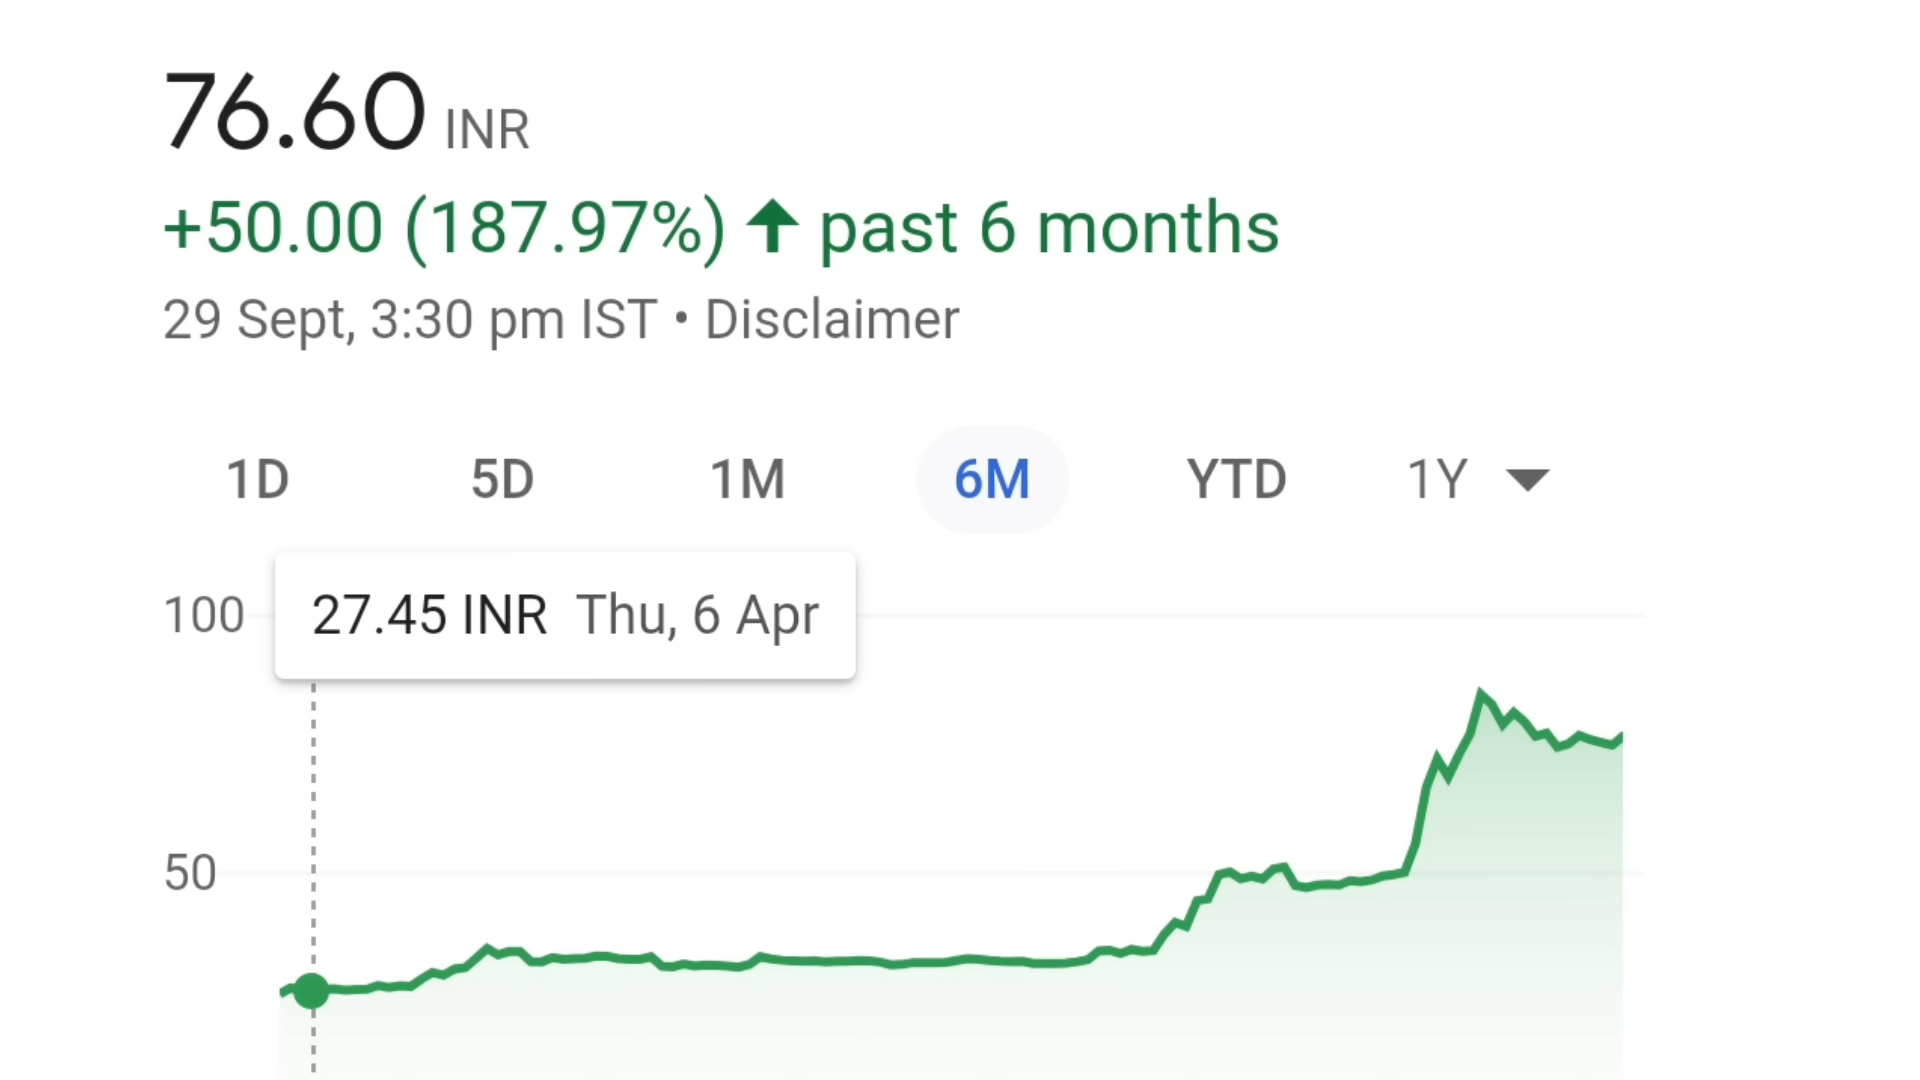 76.60 INR
+50.00 (187.97%) ↑ past 6 months
29 Sept, 3:30 pm IST • Disclaimer
1D 5D 1M 6M YTD 1Y
100
27.45 INR Thu, 6 Apr
50